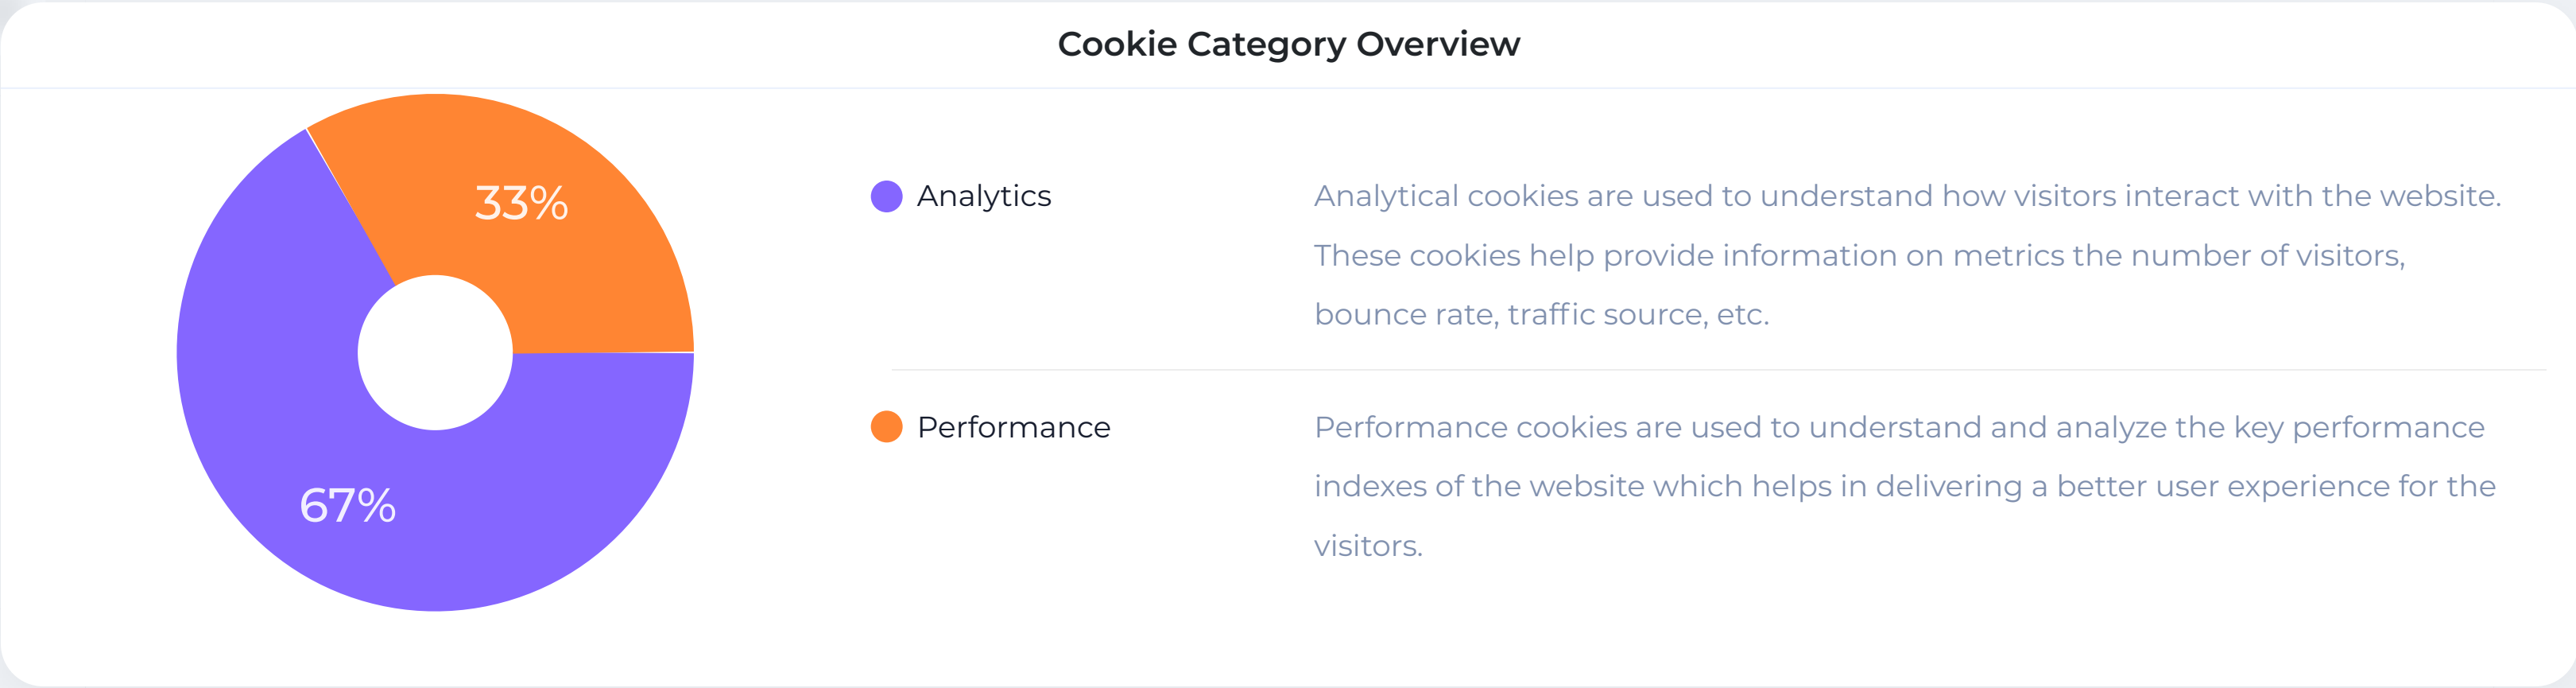 Cookie Category Overview
33%
67%
Analytics
Analytical cookies are used to understand how visitors interact with the website.
These cookies help provide information on metrics the number of visitors,
bounce rate, traffic source, etc.
Performance
Performance cookies are used to understand and analyze the key performance
indexes of the website which helps in delivering a better user experience for the
visitors.